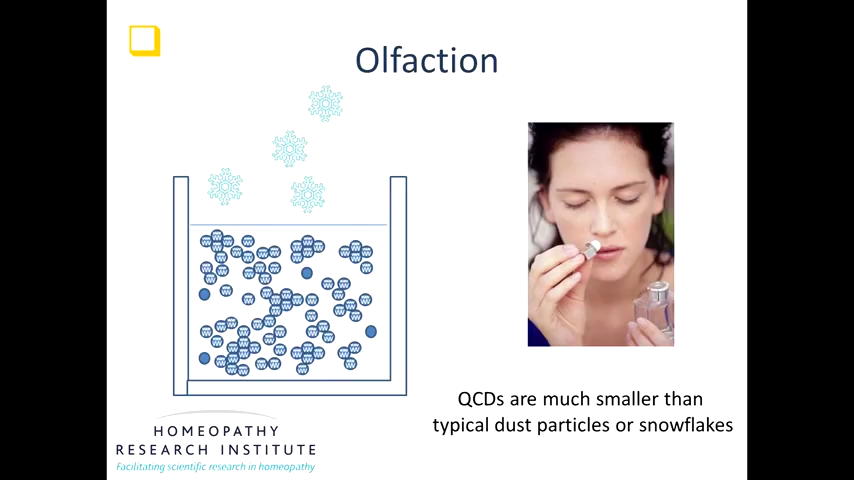 Olfaction
QCDs are much smaller than
typical dust particles or snowflakes
HOMEOPATHY
RESEARCH INSTITUTE
Facilitating scientific research in homeopathy